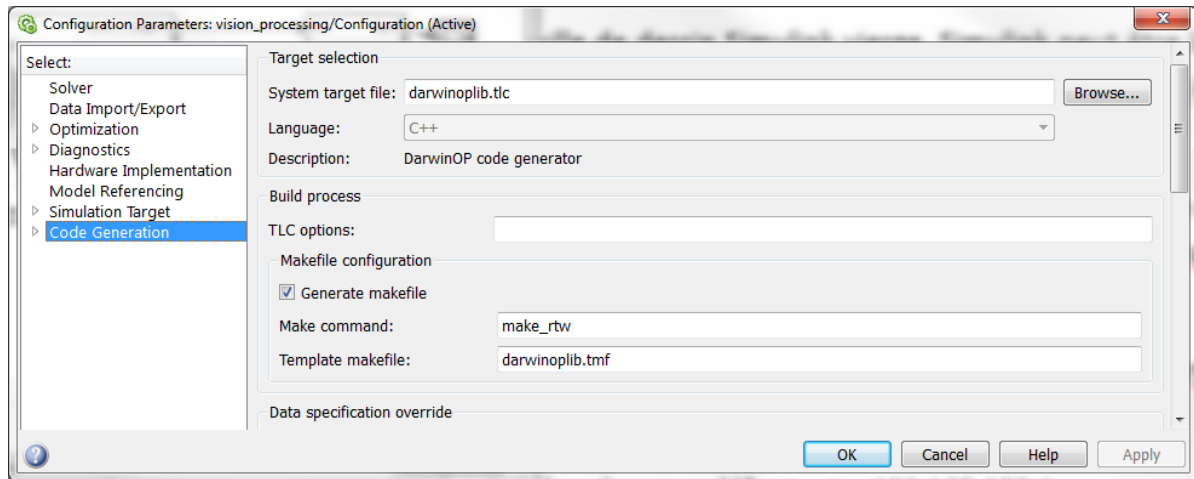 Configuration Parameters: vision_processing/Configuration (Active)
Select:
Solver
Data Import/Export
Optimization
Diagnostics
Hardware Implementation
Model Referencing
Simulation Target
Code Generation
Target selection
System target file: darwinoplib.tlc Browse...
Language: C++
Description: DarwinOP code generator
Build process
TLC options:
Makefile configuration
Generate makefile
Make command: make_rtw
Template makefile: darwinoplib.tmf
Data specification override
OK Cancel Help Apply